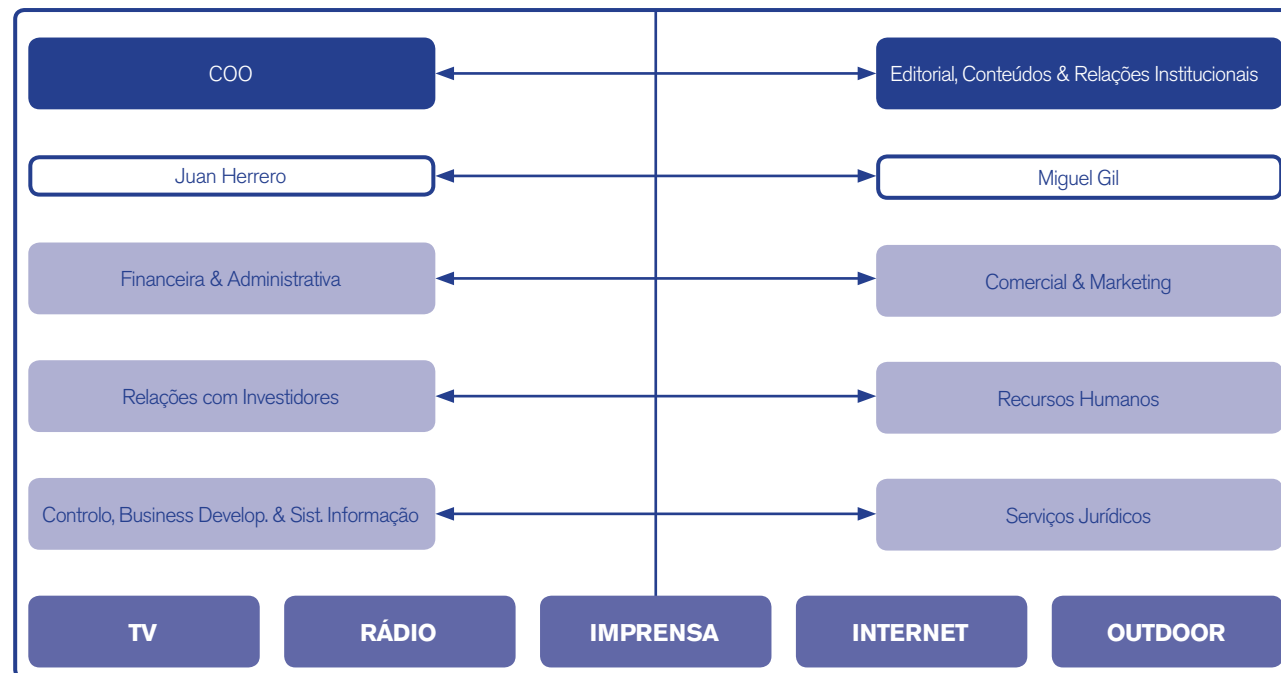 COO
Editorial, Conteúdos & Relações Institucionais
Juan Herrero
Miguel Gil
Financeira & Administrativa
Comercial & Marketing
Relações com Investidores
Recursos Humanos
Controlo, Business Develop. & Sist. Informação
Serviços Jurídicos
TV
RÁDIO
IMPRENSA
INTERNET
OUTDOOR